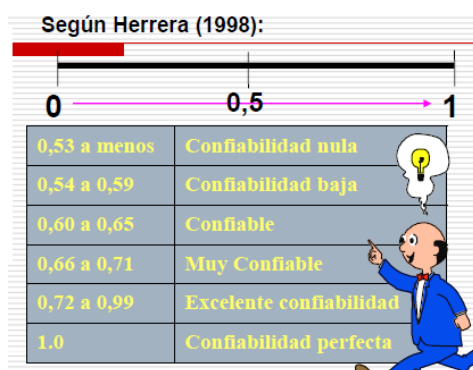 Según Herrera (1998):
0 0,5 1
0,53 a menos Confiabilidad nula
0,54 a 0,59 Confiabilidad baja
0,60 a 0,65 Confiable
0,66 a 0,71 Muy Confiable
0,72 a 0,99 Excelente confiabilidad
1.0 Confiabilidad perfecta